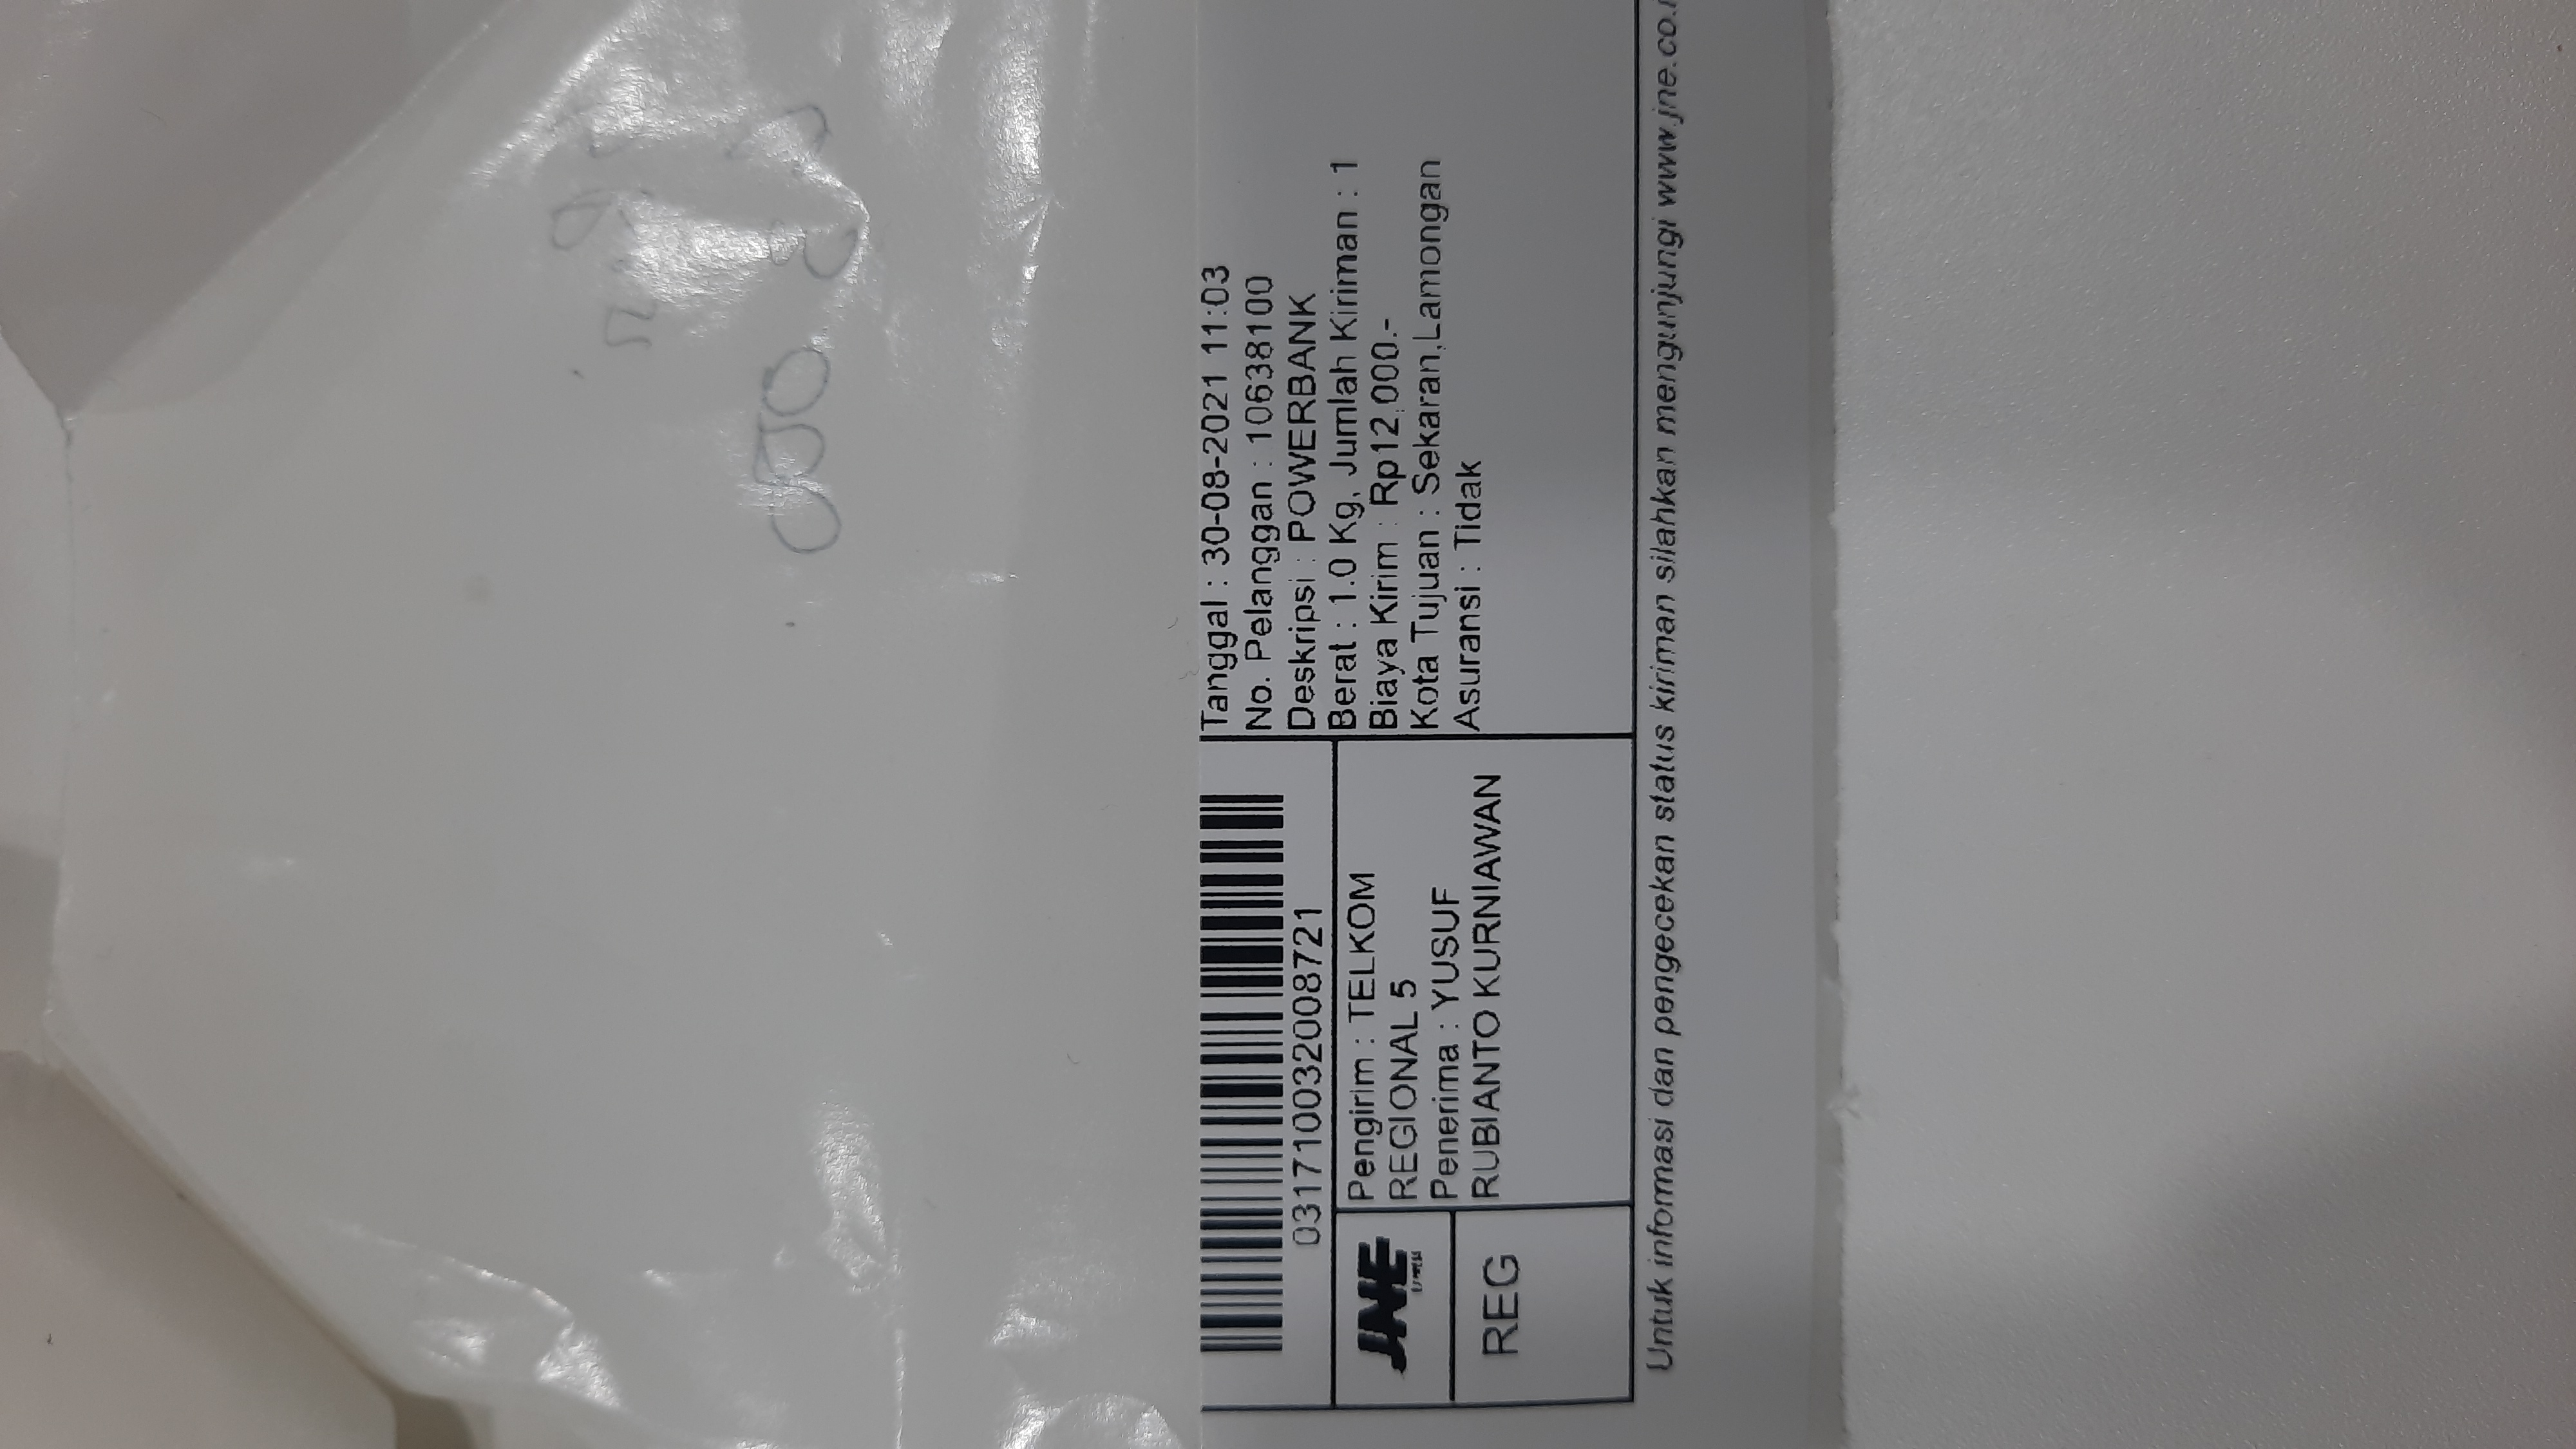 031710032008721
JNE
EXPRESS
REG
Pengirim : TELKOM
REGIONAL 5
Penerima : YUSUF
RUBIANTO KURNIAWAN
Tanggal : 30-08-2021 11:03
No. Pelanggan : 10638100
Deskripsi : POWERBANK
Berat : 1.0 Kg, Jumlah Kiriman : 1
Biaya Kirim : Rp12,000.-
Kota Tujuan : Sekaran,Lamongan
Asuransi : Tidak
Untuk informasi dan pengecekan status kiriman silahkan mengunjungi www.jne.co.